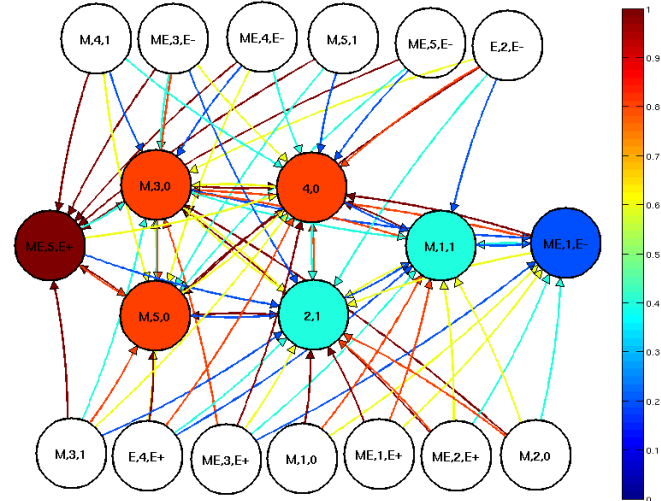 M,4,1
ME,3,E-
ME,4,E-
M,5,1
ME,5,E-
E,2,E-
M,3,0
4,0
ME,5,E+
M,1,1
ME,1,E-
M,5,0
2,1
M,3,1
E,4,E+
ME,3,E+
M,1,0
ME,1,E+
ME,2,E+
M,2,0
1
0.9
0.8
0.7
0.6
0.5
0.4
0.3
0.2
0.1
0